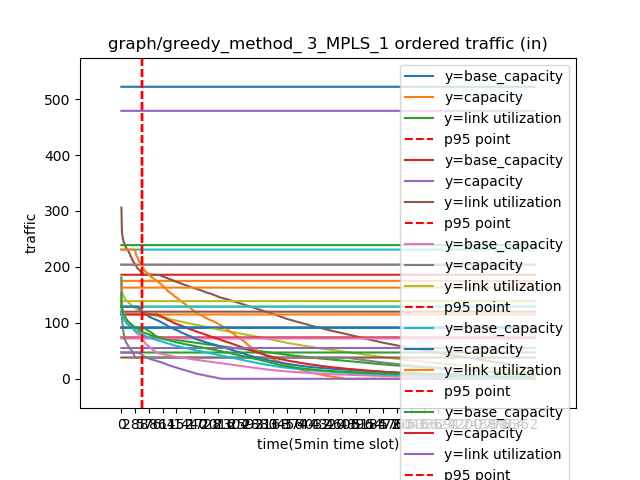 graph/greedy_method_ 3_MPLS_1 ordered traffic (in)
traffic
500
400
300
200
100
0
time(5min time slot)
y=base_capacity
y=capacity
y=link utilization
p95 point
y=base_capacity
y=capacity
y=link utilization
p95 point
y=base_capacity
y=capacity
y=link utilization
p95 point
y=base_capacity
y=capacity
y=link utilization
p95 point
y=base_capacity
y=capacity
y=link utilization
p95 point